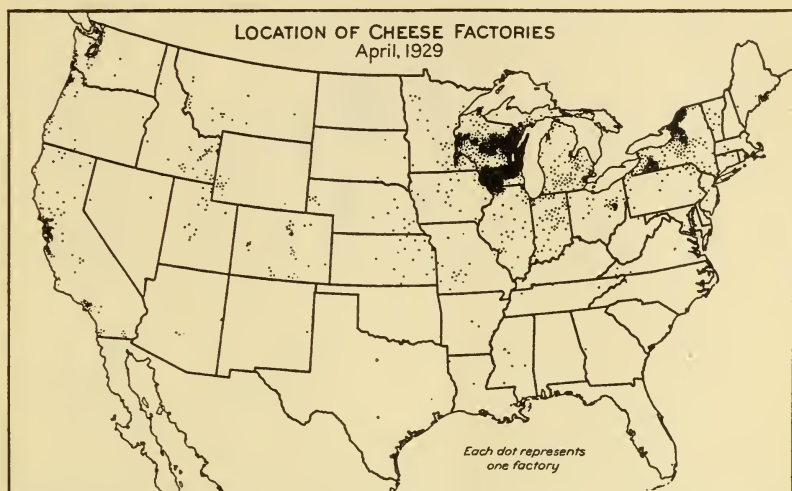 LOCATION OF CHEESE FACTORIES
April, 1929
Each dot represents
one factory